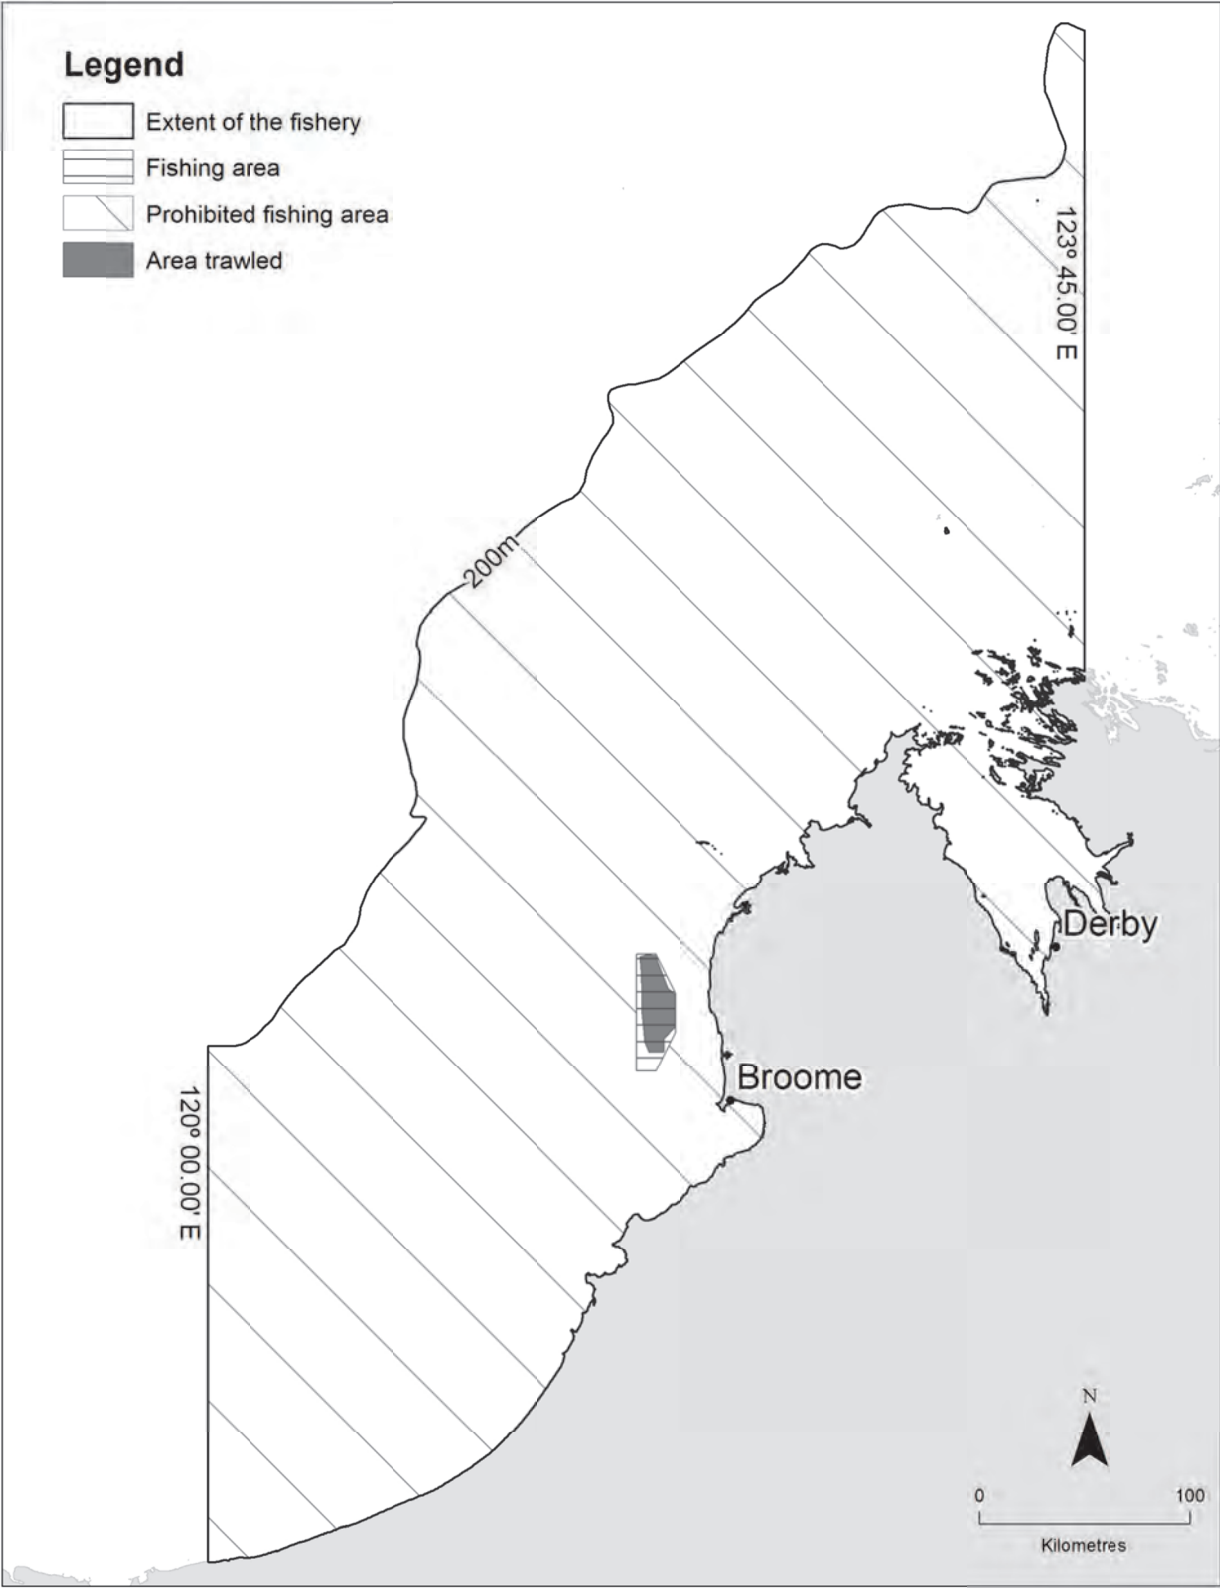 Legend
Extent of the fishery
Fishing area
Prohibited fishing area
Area trawled
123° 45.00' E
200m
Derby
Broome
120° 00.00' E
N
0 100
Kilometres